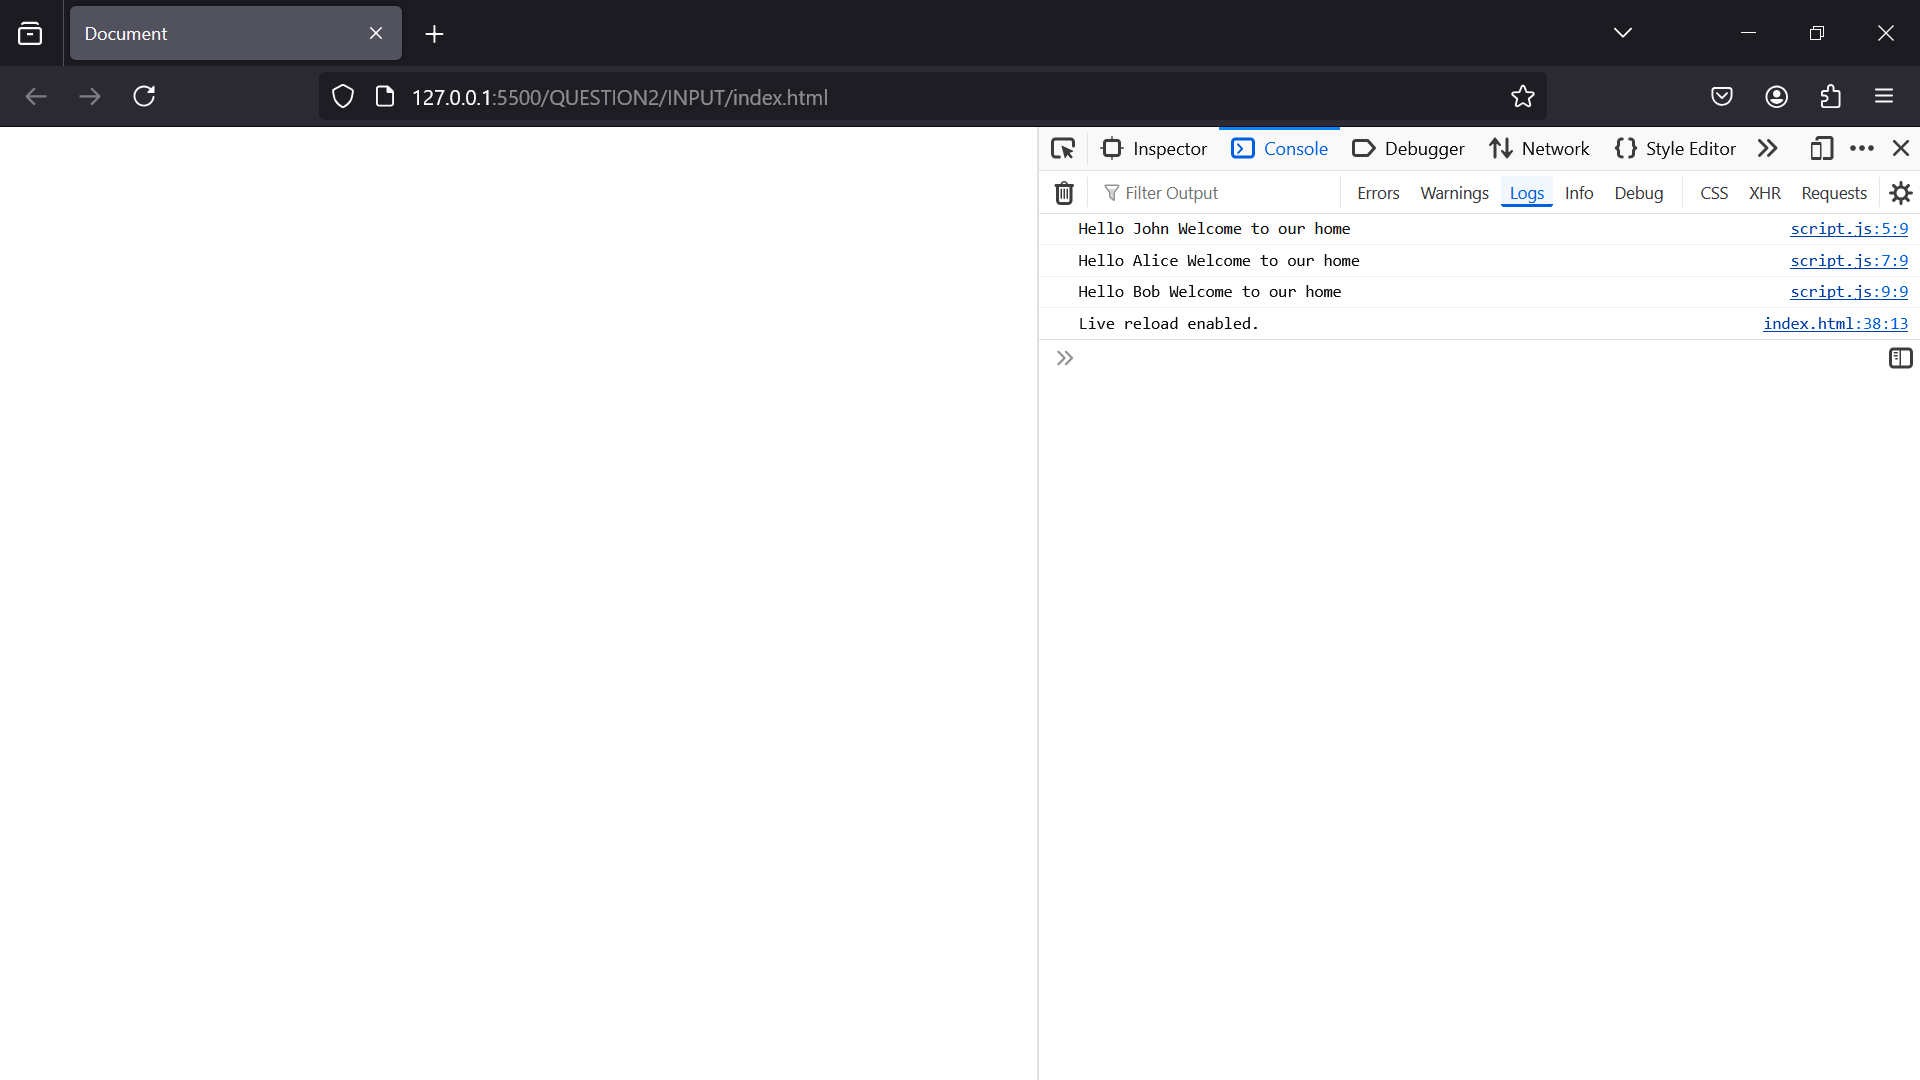 Document
127.0.0.1:5500/QUESTION2/INPUT/index.html
Inspector Console Debugger Network Style Editor
Filter Output Errors Warnings Logs Info Debug CSS XHR Requests
Hello John Welcome to our home script.js:5:9
Hello Alice Welcome to our home script.js:7:9
Hello Bob Welcome to our home script.js:9:9
Live reload enabled. index.html:38:13